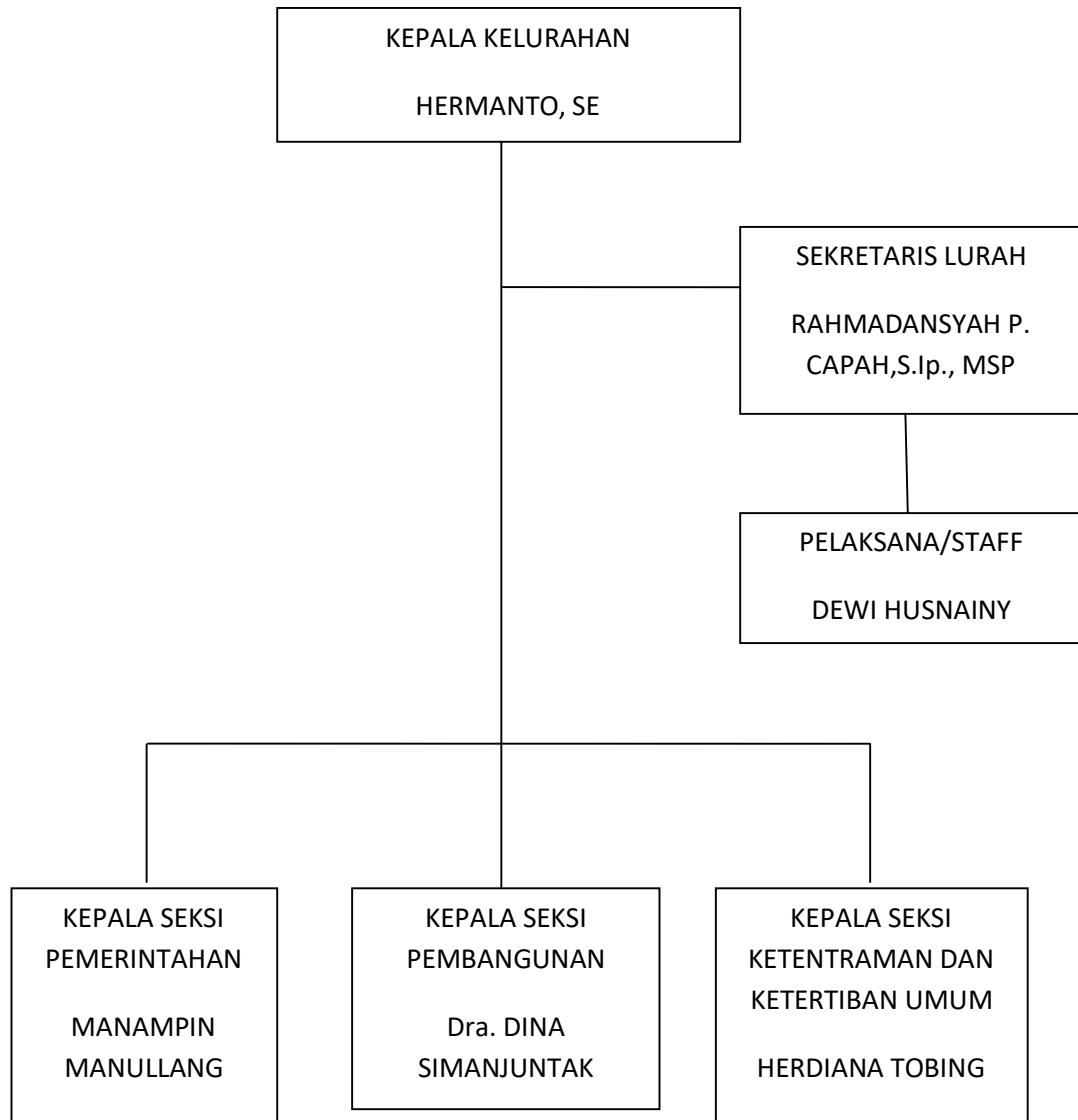 KEPALA KELURAHAN
HERMANTO, SE
SEKRETARIS LURAH
RAHMADANSYAH P.
CAPAH,S.Ip., MSP
PELAKSANA/STAFF
DEWI HUSNAINY
KEPALA SEKSI
PEMERINTAHAN
MANAMPIN
MANULLANG
KEPALA SEKSI
PEMBANGUNAN
Dra. DINA
SIMANJUNTAK
KEPALA SEKSI
KETENTRAMAN DAN
KETERTIBAN UMUM
HERDIANA TOBING